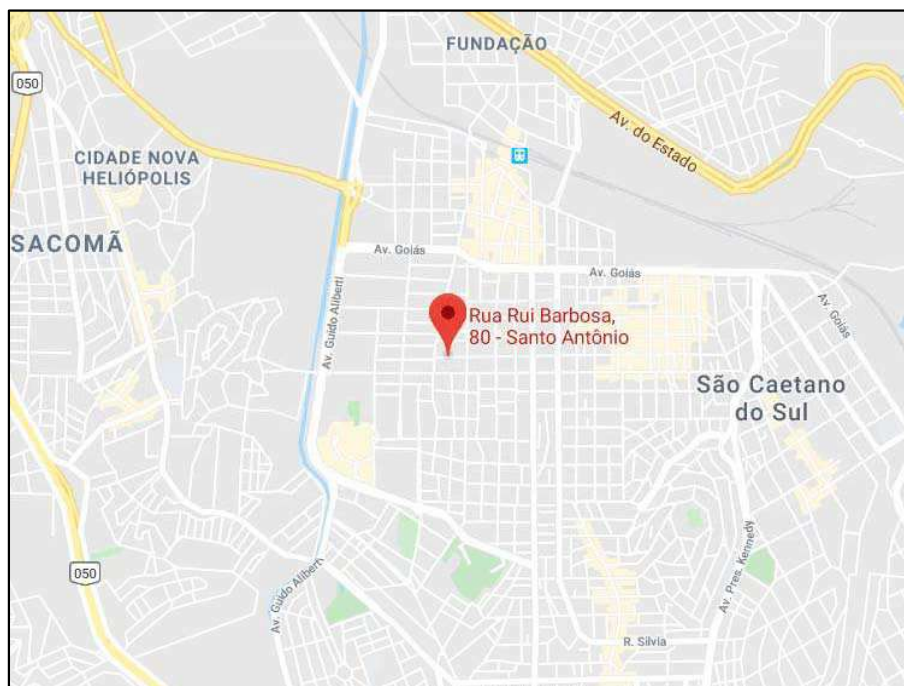 FUNDAÇÃO
050
Av. do Estado
CIDADE NOVA
HELIÓPOLIS
SACOMÃ
Av. Goiás
Av. Goiás
Av. Goiás
Av. Guido Aliberti
Rua Rui Barbosa,
80 - Santo Antônio
São Caetano
do Sul
050
Av. Guido Aliberti
Av. Pres. Kennedy
R. Silvia